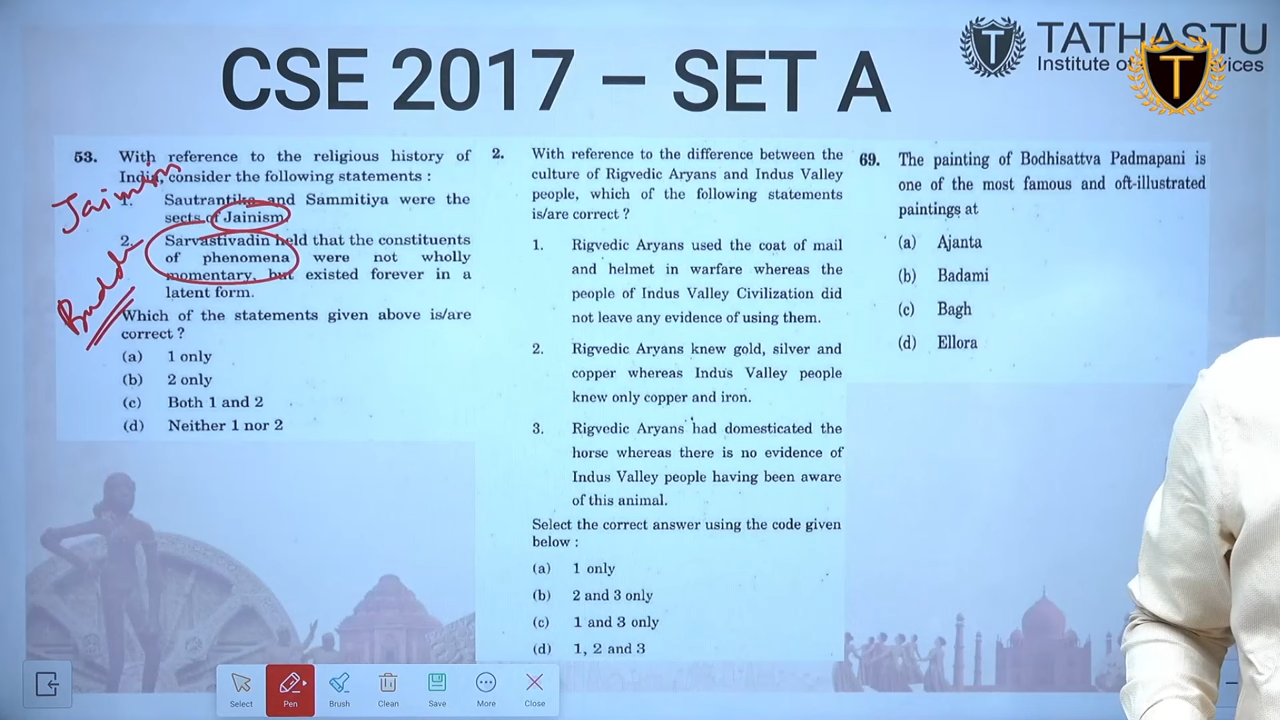 CSE 2017 – SET A
TATHASTU
Institute of
ices
T
T
53. With reference to the religious history of
India, consider the following statements :
1. Sautrantika and Sammitiya were the
sects of Jainism.
2. Sarvastivadin held that the constituents
of phenomena were not wholly
momentary, but existed forever in a
latent form.
Which of the statements given above is/are
correct ?
(a) 1 only
(b) 2 only
(c) Both 1 and 2
(d) Neither 1 nor 2
Jainism
2. With reference to the difference between the
culture of Rigvedic Aryans and Indus Valley
people, which of the following statements
is/are correct ?
1. Rigvedic Aryans used the coat of mail
and helmet in warfare whereas the
people of Indus Valley Civilization did
not leave any evidence of using them.
2. Rigvedic Aryans knew gold, silver and
copper whereas Indus Valley people
knew only copper and iron.
3. Rigvedic Aryans had domesticated the
horse whereas there is no evidence of
Indus Valley people having been aware
of this animal.
Select the correct answer using the code given
below :
(a) 1 only
(b) 2 and 3 only
(c) 1 and 3 only
(d) 1, 2 and 3
69. The painting of Bodhisattva Padmapani is
one of the most famous and oft-illustrated
paintings at
(a) Ajanta
(b) Badami
(c) Bagh
(d) Ellora
Select
Pen
Brush
Clean
Save
More
Close